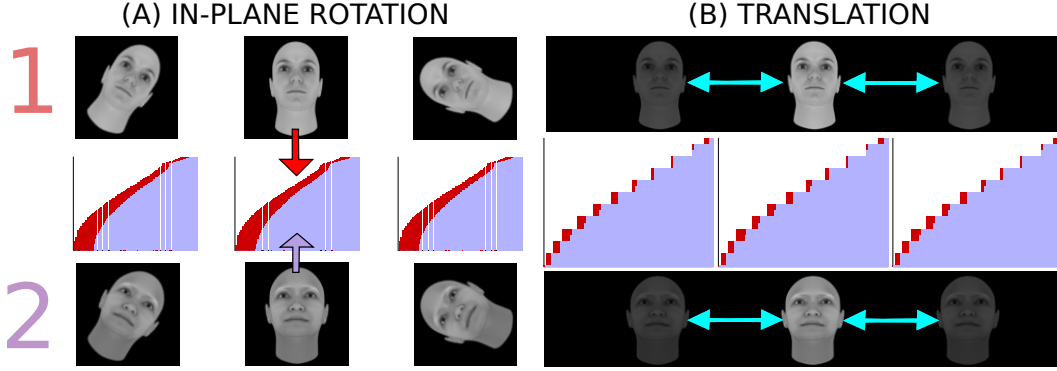 (A) IN-PLANE ROTATION
(B) TRANSLATION
1
2